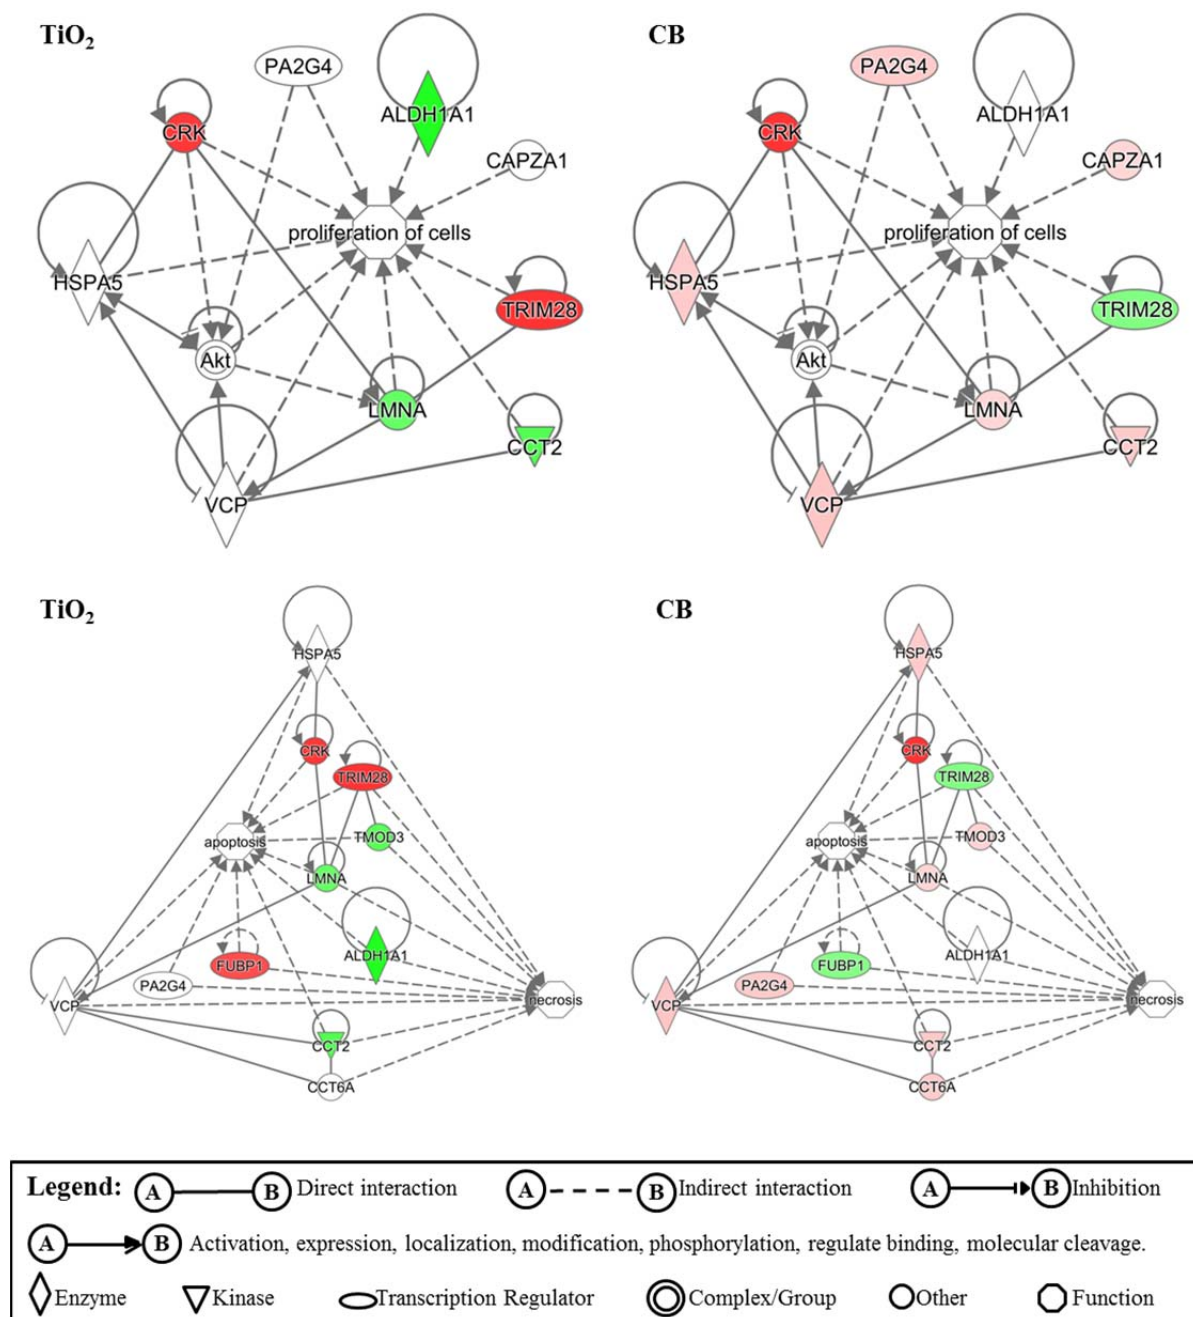 TiO₂
CB
PA2G4
ALDH1A1
CRK
CAPZA1
proliferation of cells
HSPA5
TRIM28
Akt
LMNA
CCT2
VCP
PA2G4
ALDH1A1
CRK
CAPZA1
proliferation of cells
HSPA5
TRIM28
Akt
LMNA
CCT2
VCP
TiO₂
CB
HSPA5
CRK
TRIM28
apoptosis
TMOD3
LMNA
ALDH1A1
FUBP1
PA2G4
VCP
necrosis
CCT2
CCT6A
HSPA5
CRK
TRIM28
apoptosis
TMOD3
LMNA
ALDH1A1
FUBP1
PA2G4
VCP
necrosis
CCT2
CCT6A
Legend: A B Direct interaction A B Indirect interaction A B Inhibition
A B Activation, expression, localization, modification, phosphorylation, regulate binding, molecular cleavage.
Enzyme Kinase Transcription Regulator Complex/Group Other Function